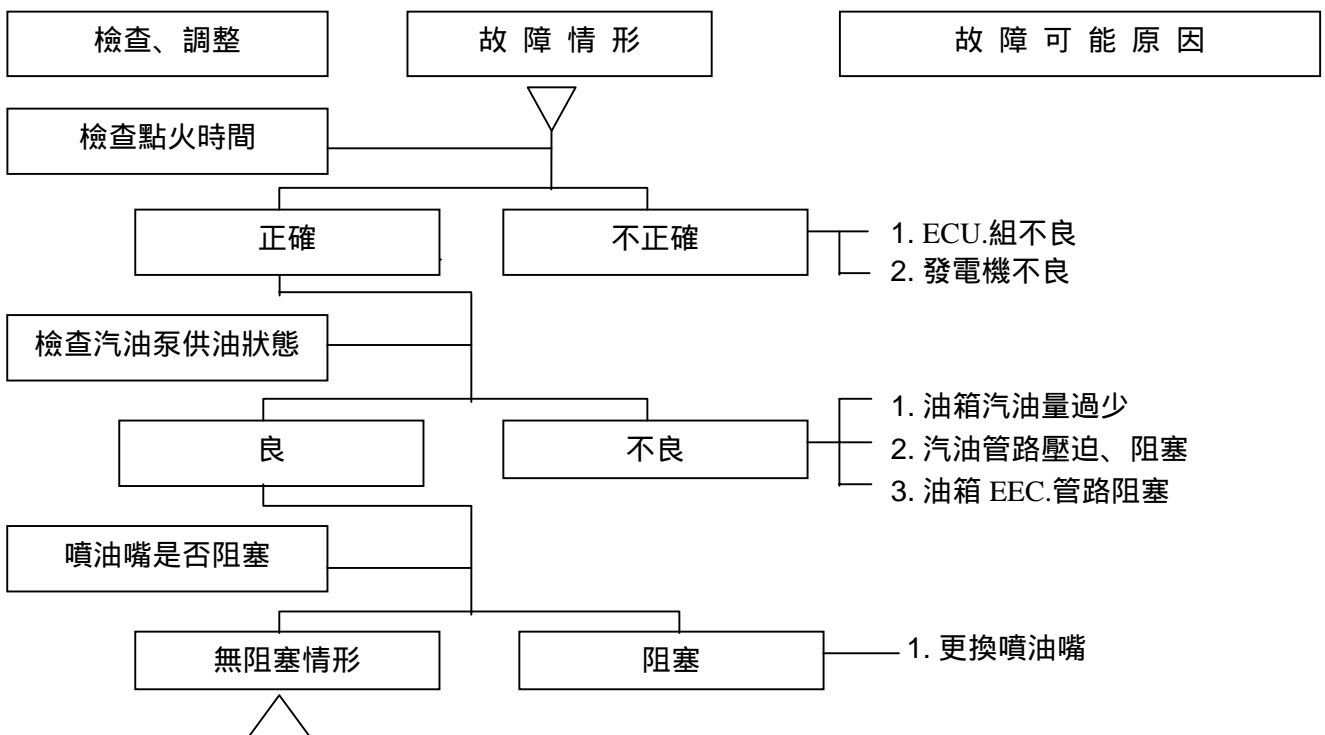 檢查、調整
故 障 情 形
故 障 可 能 原 因
檢查點火時間
正確
不正確
1. ECU.組不良
2. 發電機不良
檢查汽油泵供油狀態
良
不良
1. 油箱汽油量過少
2. 汽油管路壓迫、阻塞
3. 油箱 EEC.管路阻塞
噴油嘴是否阻塞
無阻塞情形
阻塞
1. 更換噴油嘴